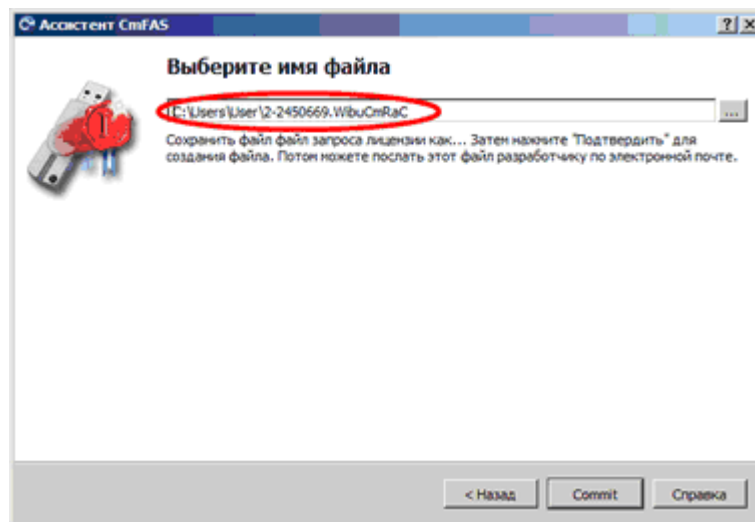 Ассистент CmFAS
Выберите имя файла
C:\Users\User\2-2450669.WibuCmRaC
...
Сохранить файл файл запроса лицензии как... Затем нажмите "Подтвердить" для
создания файла. Потом можете послать этот файл разработчику по электронной почте.
< Назад
Commit
Справка